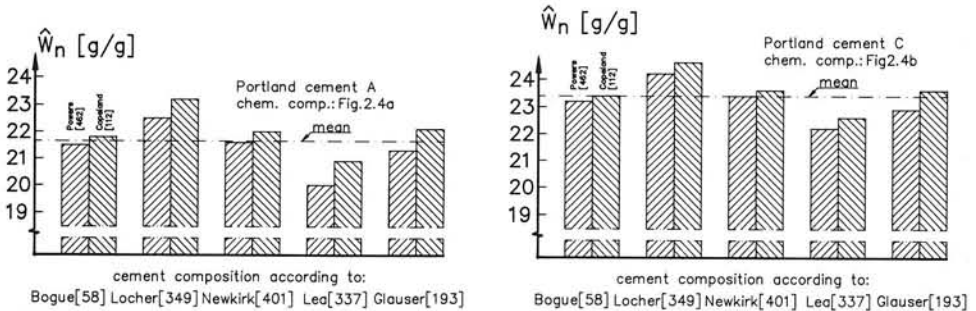 Ŵn [g/g]
24
23
22
21
20
19
Powers
[462]
Copeland
[112]
Portland cement A
chem. comp.: Fig.2.4a
mean
cement composition according to:
Bogue[58] Locher[349] Newkirk[401] Lea[337] Glauser[193]
Ŵn [g/g]
24
23
22
21
20
19
Powers
[462]
Copeland
[112]
Portland cement C
chem. comp.: Fig2.4b
mean
cement composition according to:
Bogue[58] Locher[349] Newkirk[401] Lea[337] Glauser[193]